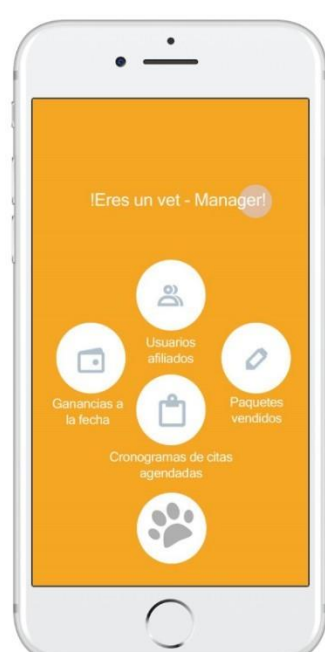 !Eres un vet - Manager!
Usuarios
afiliados
Ganancias a
la fecha
Paquetes
vendidos
Cronogramas de citas
agendadas